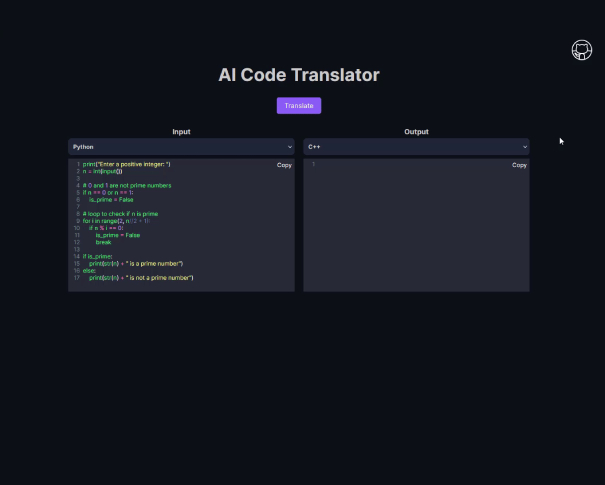 AI Code Translator
Translate
Input
Python
Copy
1 print("Enter a positive integer: ")
2 n = int(input())
3
4 # 0 and 1 are not prime numbers
5 if n == 0 or n == 1:
6 is_prime = False
7
8 # loop to check if n is prime
9 for i in range(2, n//2 + 1):
10 if n % i == 0:
11 is_prime = False
12 break
13
14 if is_prime:
15 print(str(n) + " is a prime number")
16 else:
17 print(str(n) + " is not a prime number")
Output
C++
1
Copy